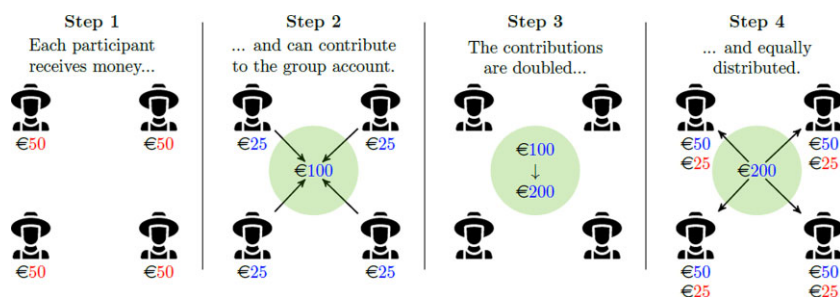 Step 1
Each participant
receives money...
€50
€50
€50
€50
Step 2
... and can contribute
to the group account.
€25
€25
€100
€25
€25
Step 3
The contributions
are doubled...
€100
↓
€200
Step 4
... and equally
distributed.
€50
€25
€50
€25
€200
€50
€25
€50
€25